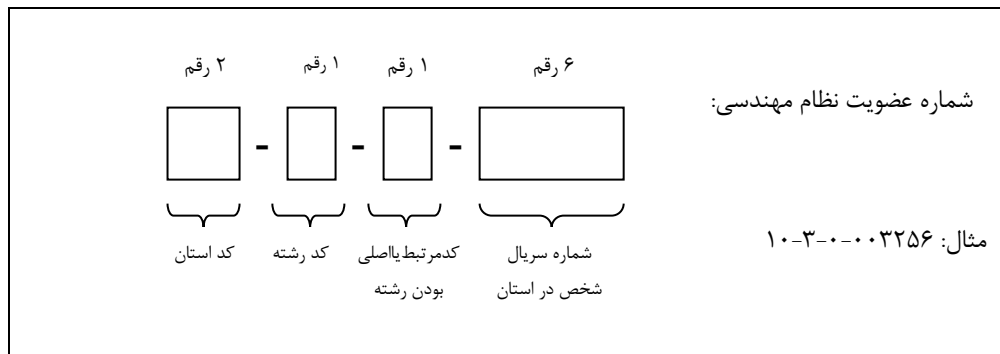 ۲ رقم
۱ رقم
۱ رقم
۶ رقم
شماره عضویت نظام مهندسی:
-
-
-
کد استان
کد رشته
کدمرتبط‌یااصلی
بودن رشته
شماره سریال
شخص در استان
مثال: ۱۰-۳-۰-۰۰۳۲۵۶